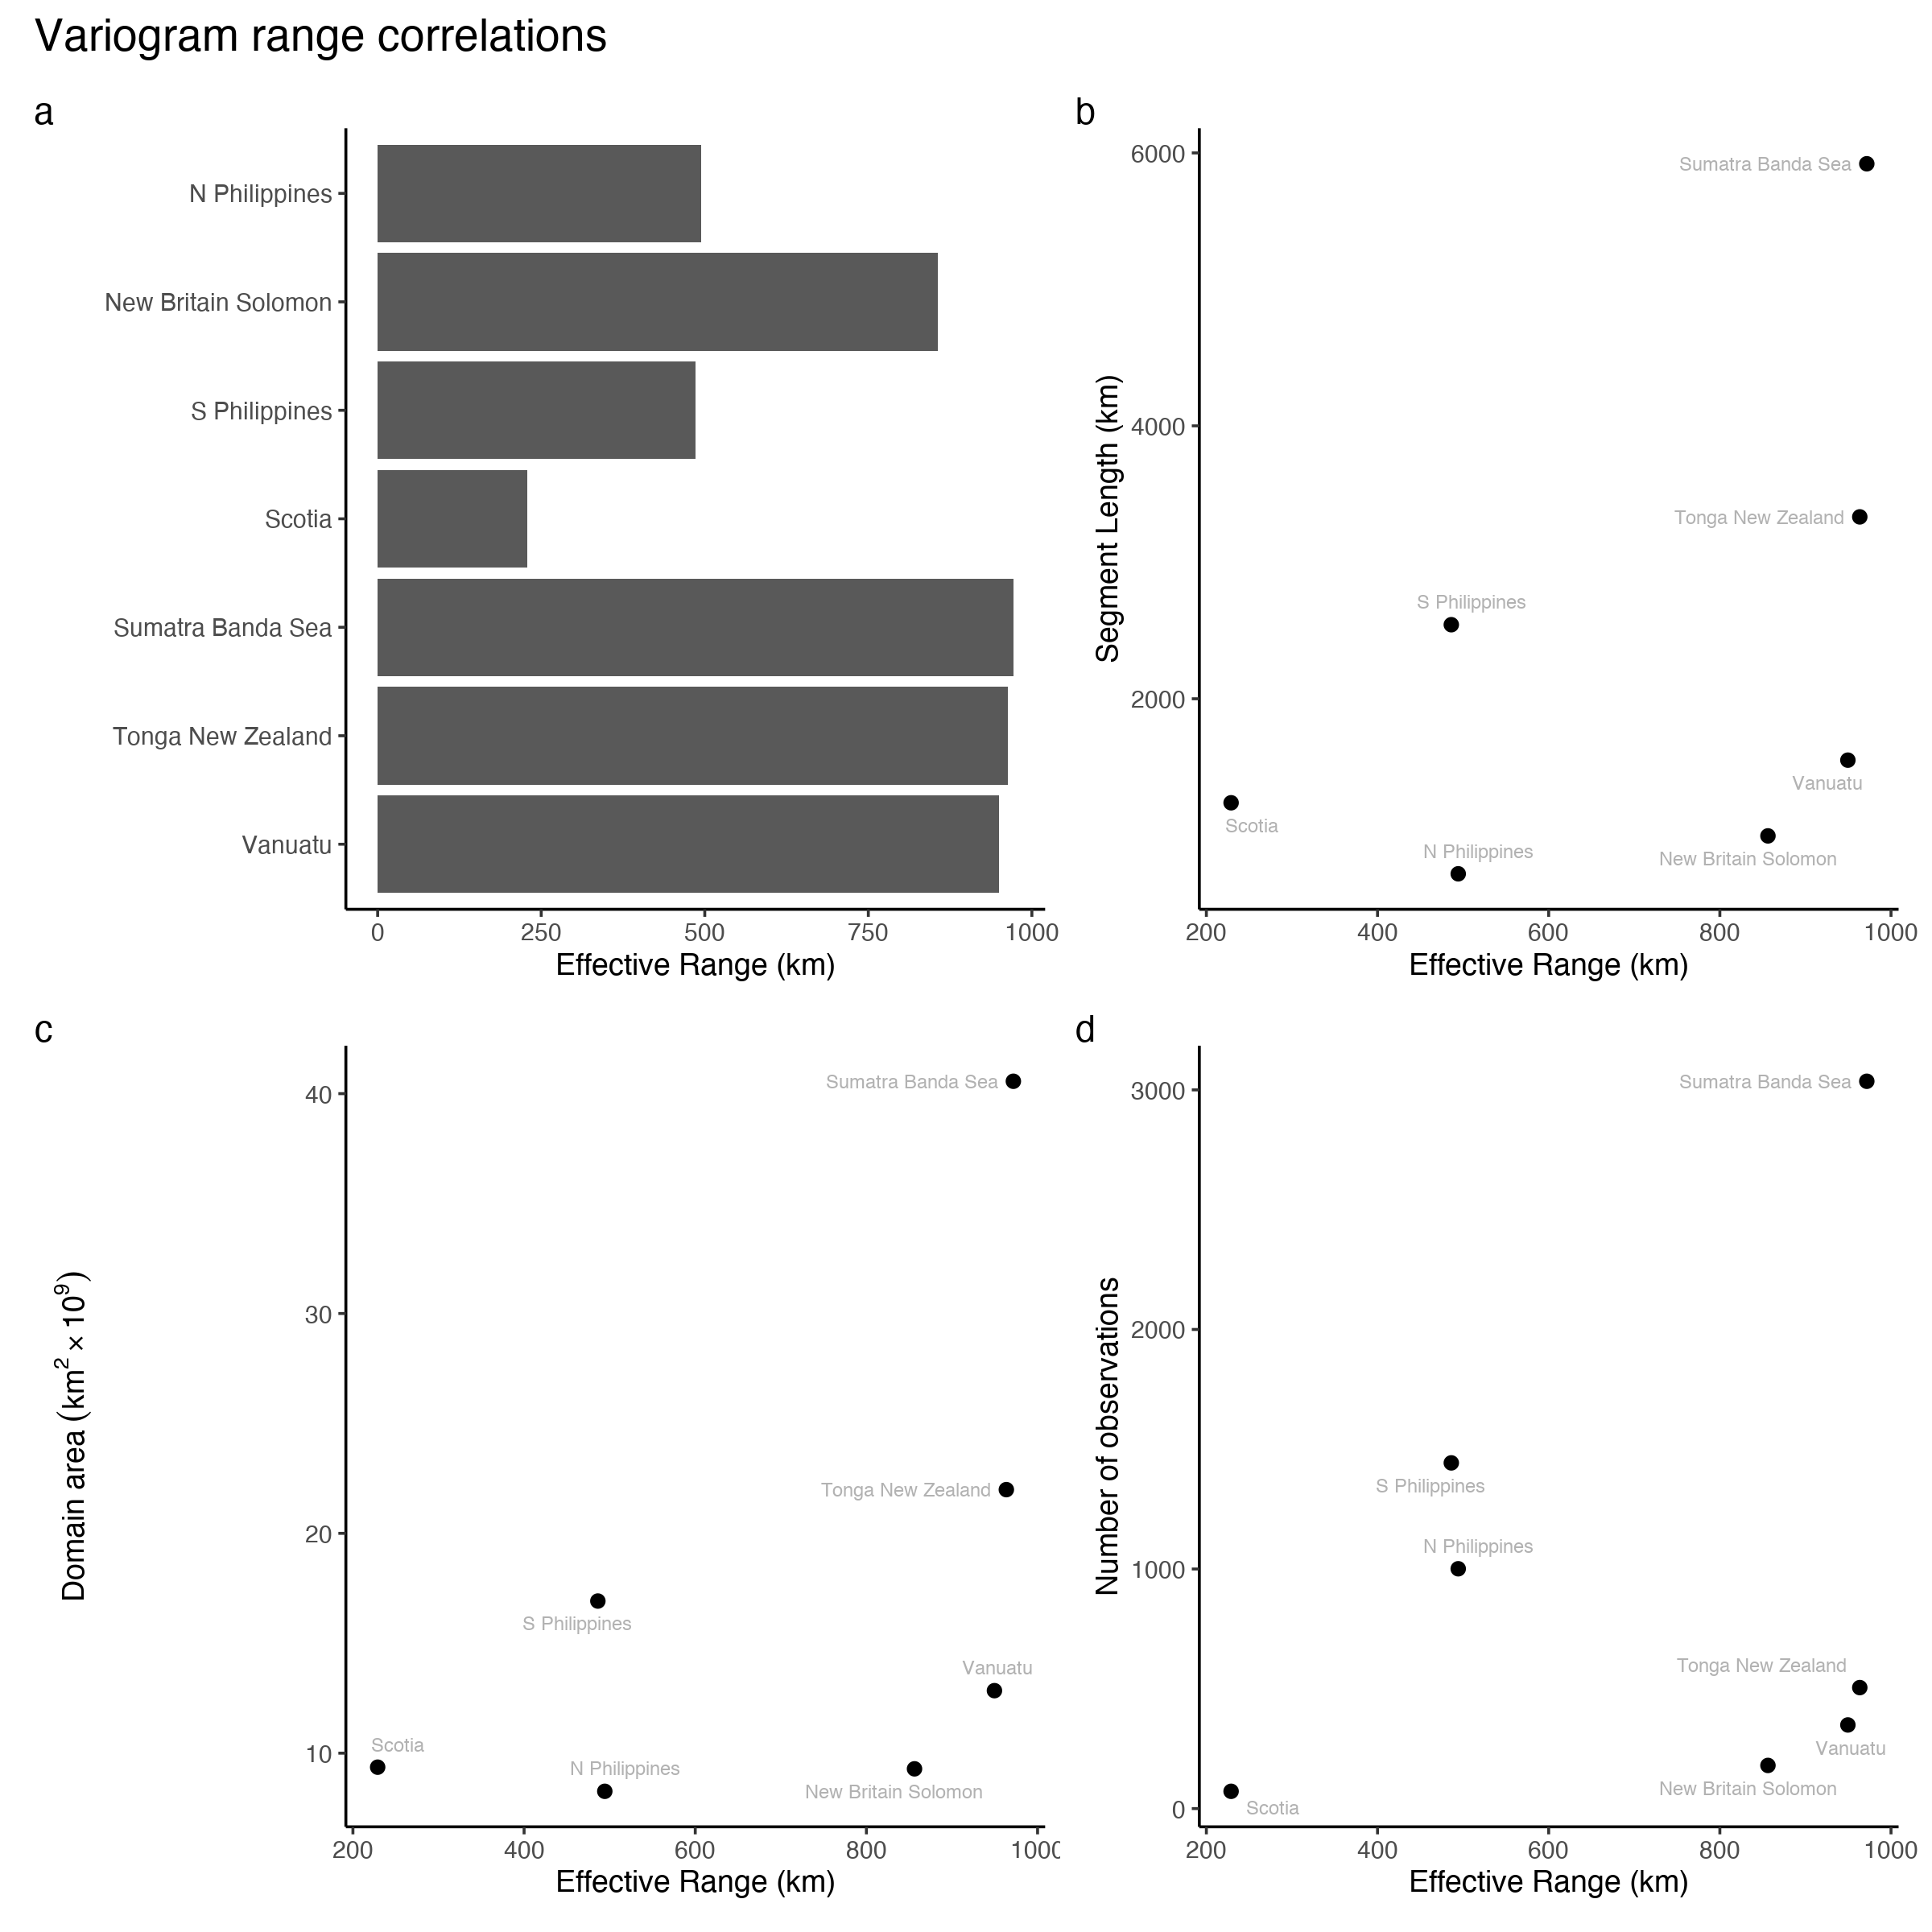 Variogram range correlations
a
N Philippines
New Britain Solomon
S Philippines
Scotia
Sumatra Banda Sea
Tonga New Zealand
Vanuatu
0 250 500 750 1000
Effective Range (km)
b
Segment Length (km)
6000
4000
2000
Sumatra Banda Sea
Tonga New Zealand
S Philippines
Vanuatu
Scotia
N Philippines
New Britain Solomon
200 400 600 800 1000
Effective Range (km)
c
Domain area (km² × 10⁹)
40
30
20
10
Sumatra Banda Sea
Tonga New Zealand
S Philippines
Vanuatu
Scotia
N Philippines
New Britain Solomon
200 400 600 800 1000
Effective Range (km)
d
Number of observations
3000
2000
1000
0
Sumatra Banda Sea
S Philippines
N Philippines
Tonga New Zealand
Vanuatu
New Britain Solomon
Scotia
200 400 600 800 1000
Effective Range (km)